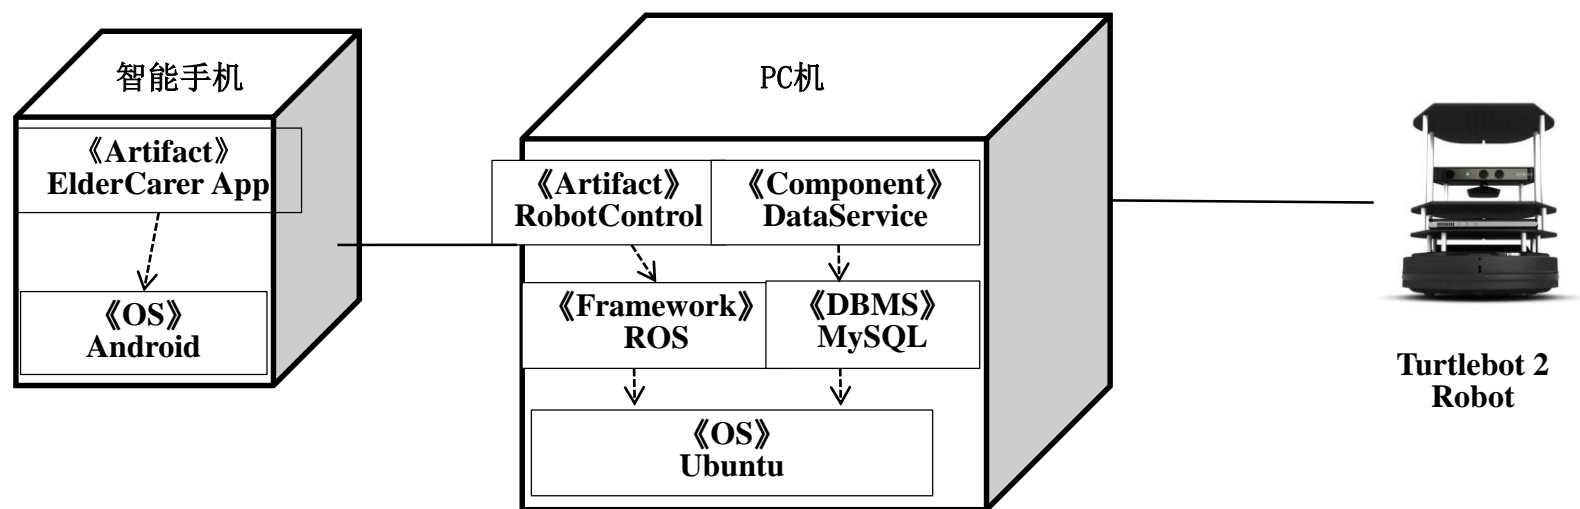 智能手机
《Artifact》
ElderCarer App
《OS》
Android
PC机
《Artifact》
RobotControl
《Component》
DataService
《Framework》
ROS
《DBMS》
MySQL
《OS》
Ubuntu
Turtlebot 2
Robot